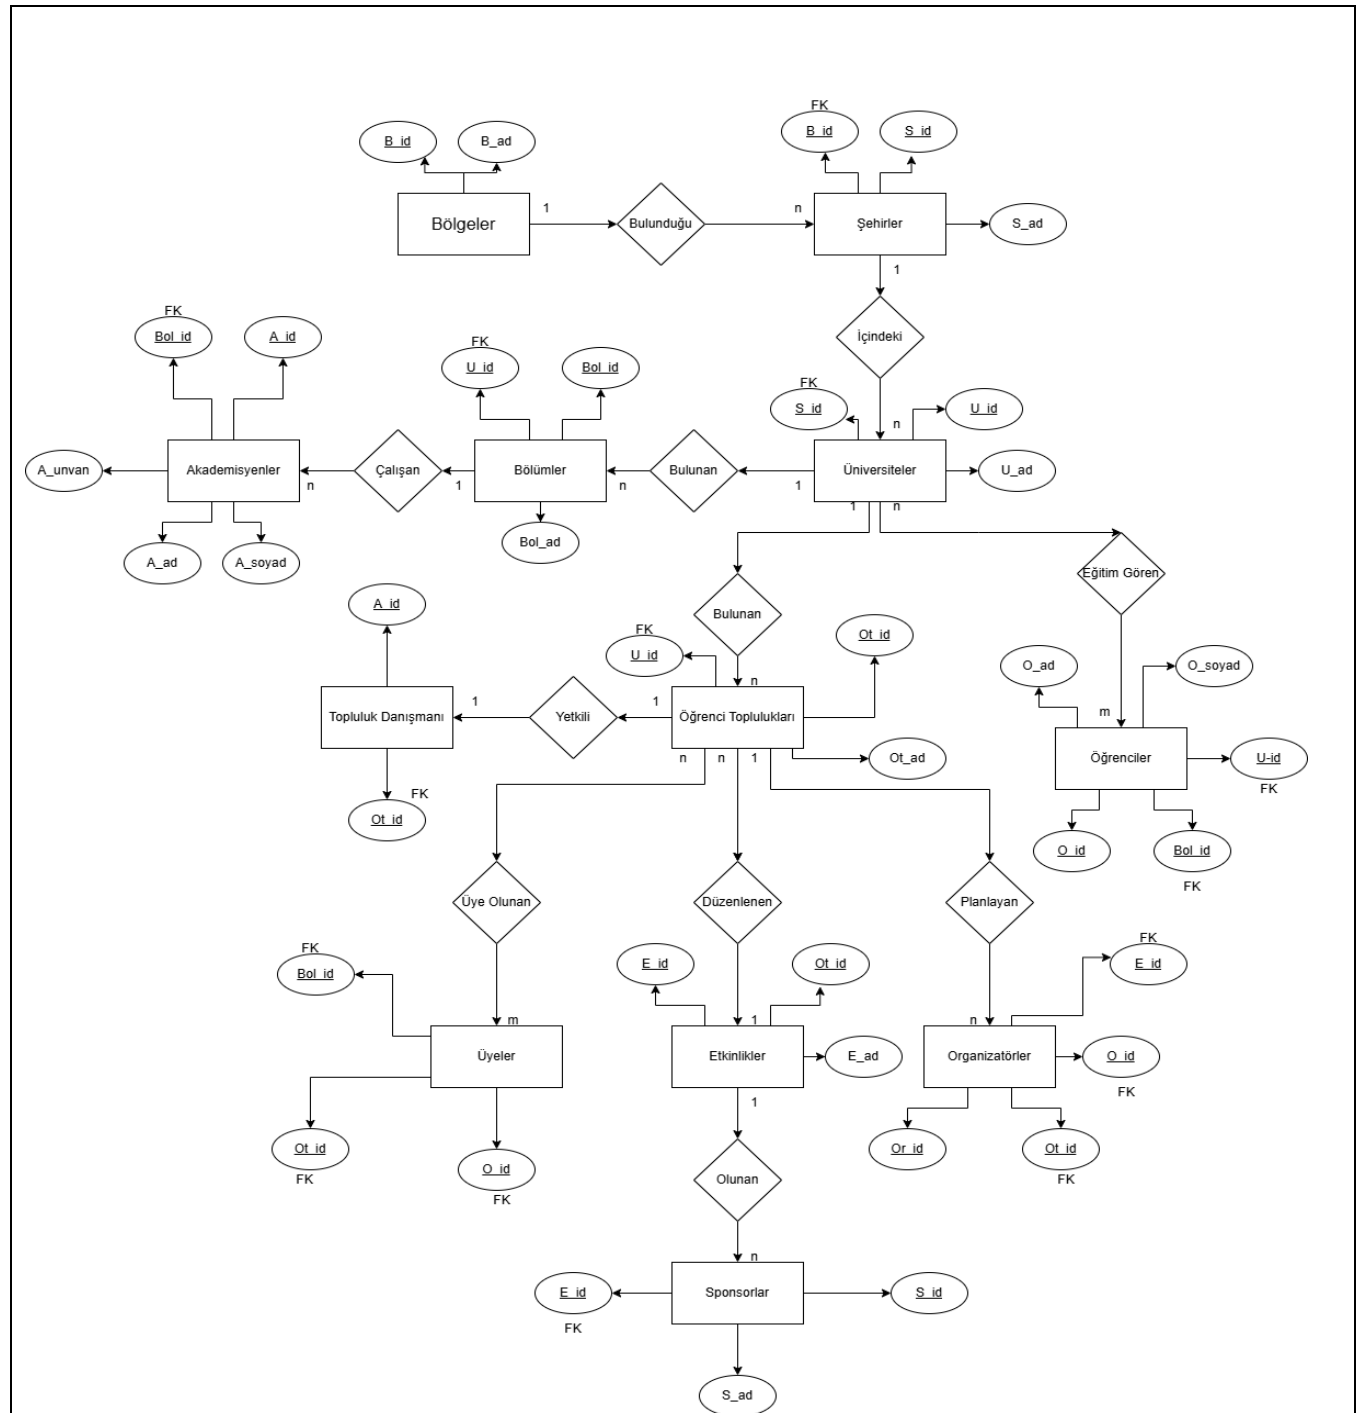 FK
B_id
B_ad
B_id
S_id
Bölgeler
1
Bulunduğu
n
Şehirler
S_ad
1
FK
Bol_id
A_id
İçindeki
FK
U_id
Bol_id
FK
S_id
U_id
n
A_unvan
Akademisyenler
n
Çalışan
1
Bölümler
n
Bulunan
1
Üniversiteler
U_ad
1
n
Bol_ad
A_ad
A_soyad
Eğitim Gören
A_id
Bulunan
FK
U_id
Ot_id
O_ad
O_soyad
n
m
Topluluk Danışmanı
1
Yetkili
1
Öğrenci Toplulukları
n
n
1
Ot_ad
Öğrenciler
U-id
FK
FK
Ot_id
O_id
Bol_id
FK
Üye Olunan
Düzenlenen
Planlayan
FK
Bol_id
E_id
Ot_id
FK
E_id
m
1
n
Üyeler
Etkinlikler
E_ad
Organizatörler
O_id
FK
1
Ot_id
FK
O_id
FK
Or_id
Ot_id
FK
Olunan
n
E_id
FK
Sponsorlar
S_id
S_ad